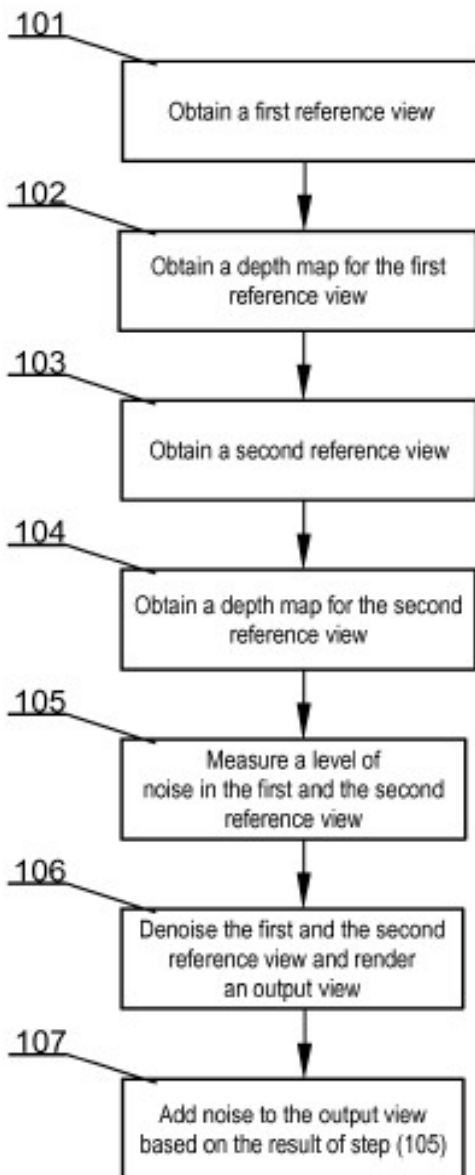 101
Obtain a first reference view
102
Obtain a depth map for the first
reference view
103
Obtain a second reference view
104
Obtain a depth map for the second
reference view
105
Measure a level of
noise in the first and the second
reference view
106
Denoise the first and the second
reference view and render
an output view
107
Add noise to the output view
based on the result of step (105)